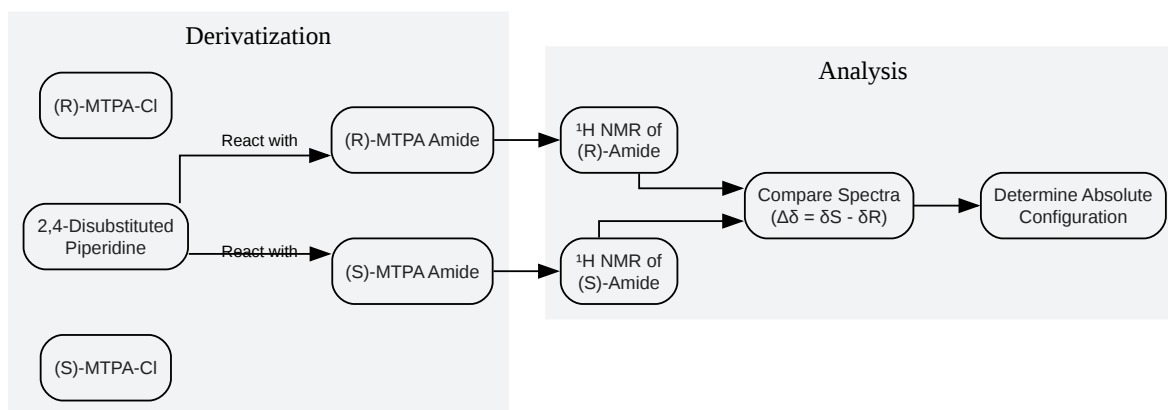 Derivatization
(R)-MTPA-Cl
React with
(R)-MTPA Amide
2,4-Disubstituted
Piperidine
React with
(S)-MTPA Amide
(S)-MTPA-Cl
Analysis
¹H NMR of
(R)-Amide
¹H NMR of
(S)-Amide
Compare Spectra
(Δδ = δS - δR)
Determine Absolute
Configuration